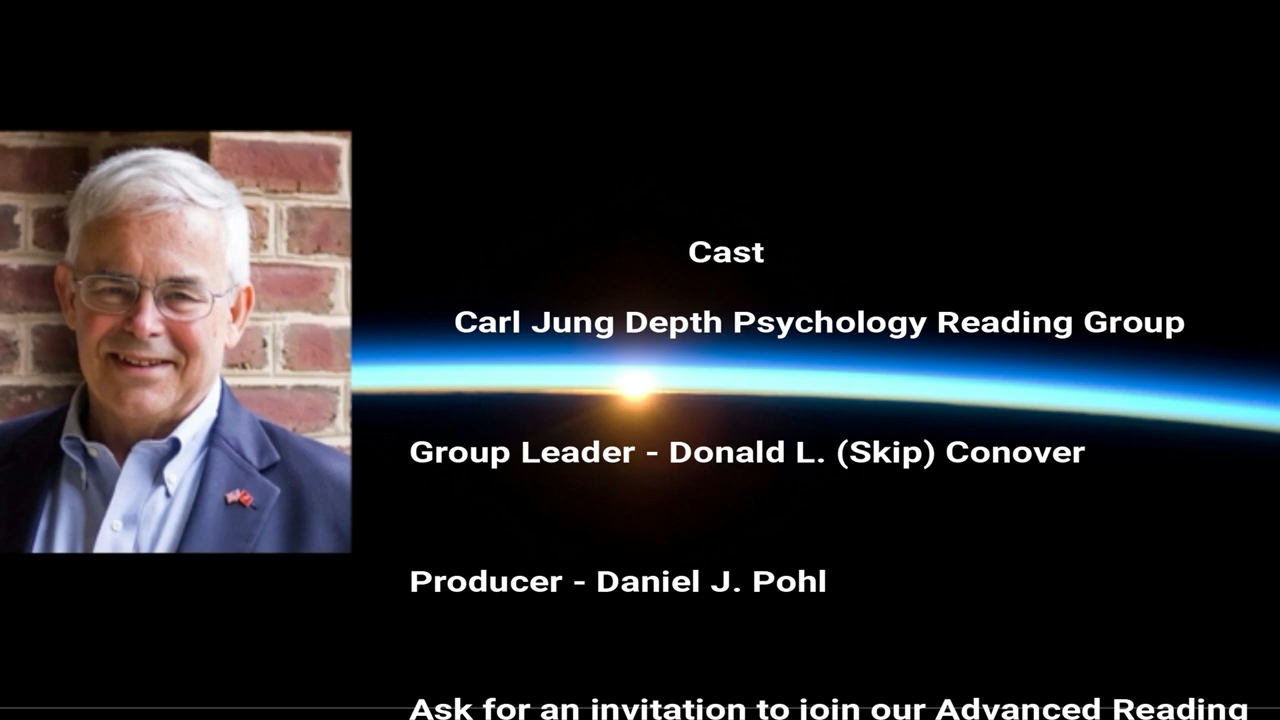 Cast
Carl Jung Depth Psychology Reading Group
Group Leader - Donald L. (Skip) Conover
Producer - Daniel J. Pohl
Ask for an invitation to join our Advanced Reading